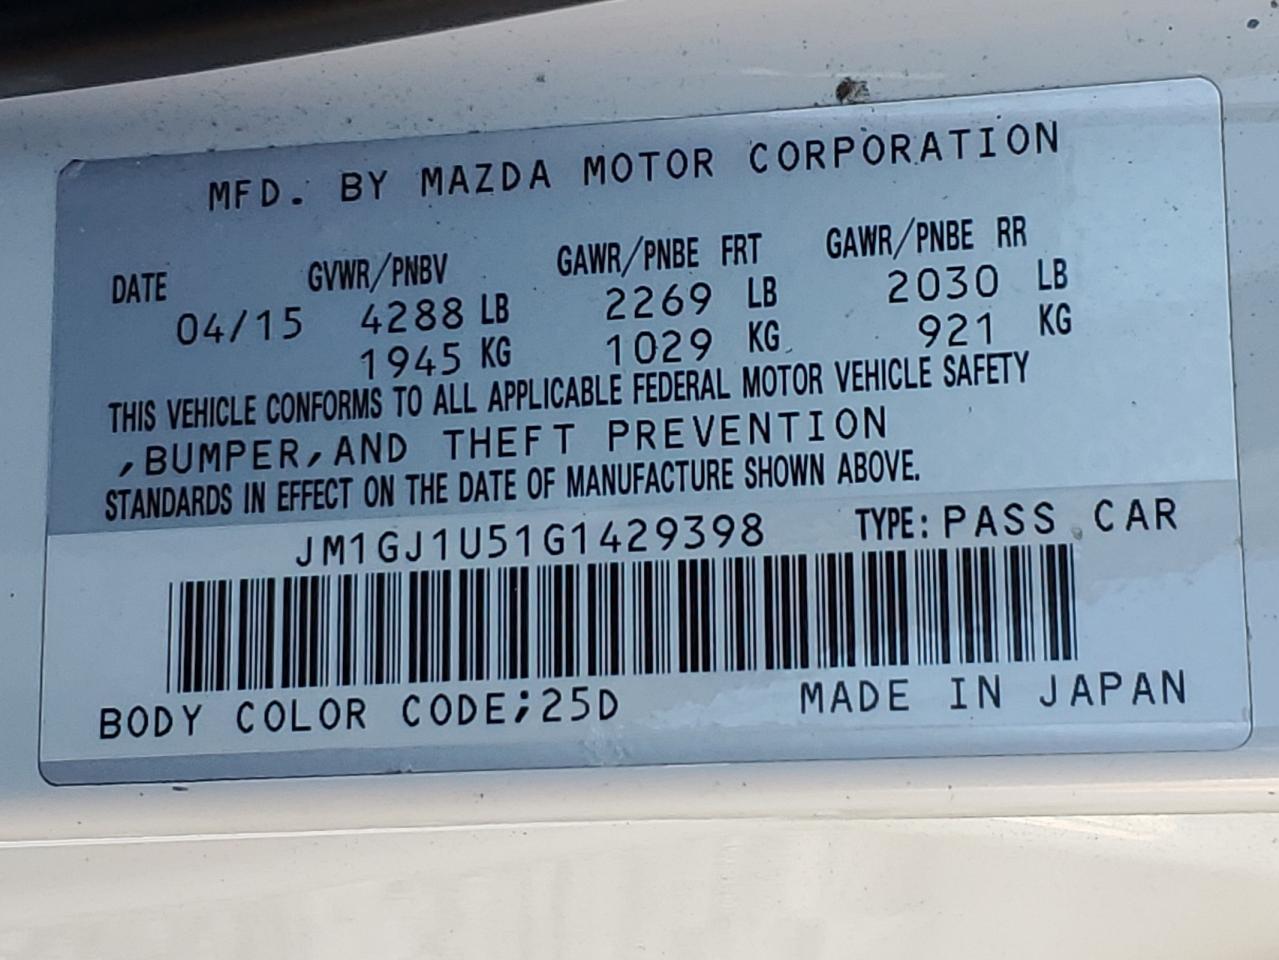 MFD. BY MAZDA MOTOR CORPORATION
DATE GVWR/PNBV GAWR/PNBE FRT GAWR/PNBE RR
04/15 4288 LB 2269 LB 2030 LB
1945 KG 1029 KG 921 KG
THIS VEHICLE CONFORMS TO ALL APPLICABLE FEDERAL MOTOR VEHICLE SAFETY
,BUMPER,AND THEFT PREVENTION
STANDARDS IN EFFECT ON THE DATE OF MANUFACTURE SHOWN ABOVE.
JM1GJ1U51G1429398 TYPE: PASS CAR
BODY COLOR CODE;25D MADE IN JAPAN